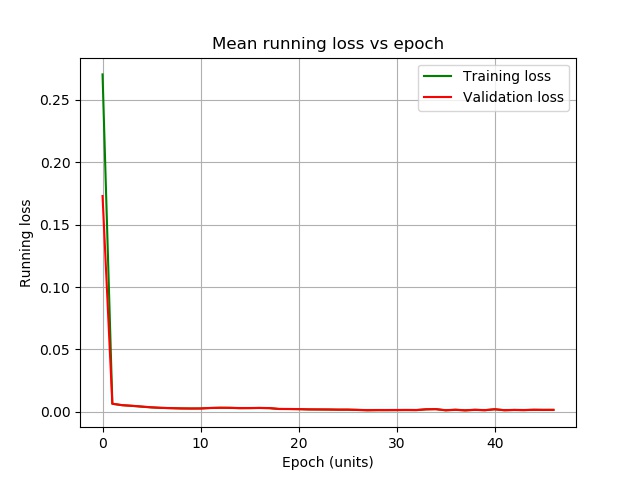 Mean running loss vs epoch
Training loss
Validation loss
0.25
0.20
0.15
0.10
0.05
0.00
Running loss
0 10 20 30 40
Epoch (units)